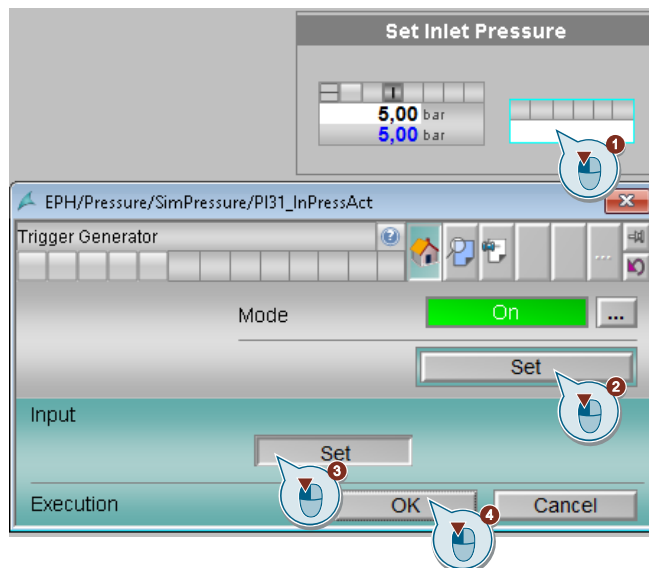 Set Inlet Pressure
I
5,00 bar
5,00 bar
1
EPH/Pressure/SimPressure/PI31_InPressAct
Trigger Generator
?
...
Mode
On
...
Set
2
Input
Set
3
Execution
OK
Cancel
4